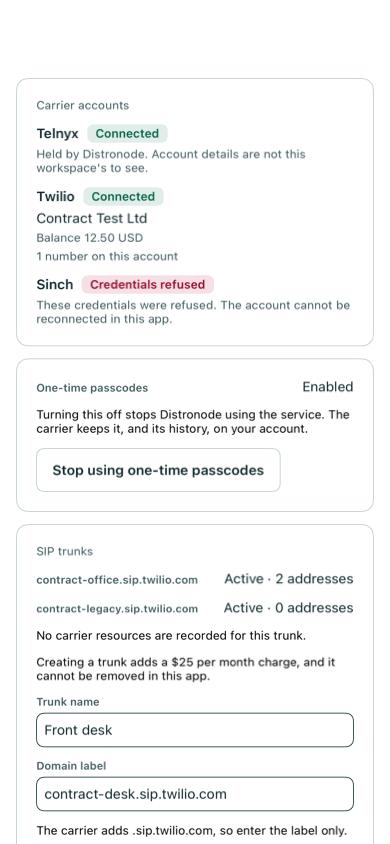 Carrier accounts
Telnyx Connected
Held by Distronode. Account details are not this
workspace's to see.
Twilio Connected
Contract Test Ltd
Balance 12.50 USD
1 number on this account
Sinch Credentials refused
These credentials were refused. The account cannot be
reconnected in this app.
One-time passcodes Enabled
Turning this off stops Distronode using the service. The
carrier keeps it, and its history, on your account.
Stop using one-time passcodes
SIP trunks
contract-office.sip.twilio.com Active · 2 addresses
contract-legacy.sip.twilio.com Active · 0 addresses
No carrier resources are recorded for this trunk.
Creating a trunk adds a $25 per month charge, and it
cannot be removed in this app.
Trunk name
Front desk
Domain label
contract-desk.sip.twilio.com
The carrier adds .sip.twilio.com, so enter the label only.